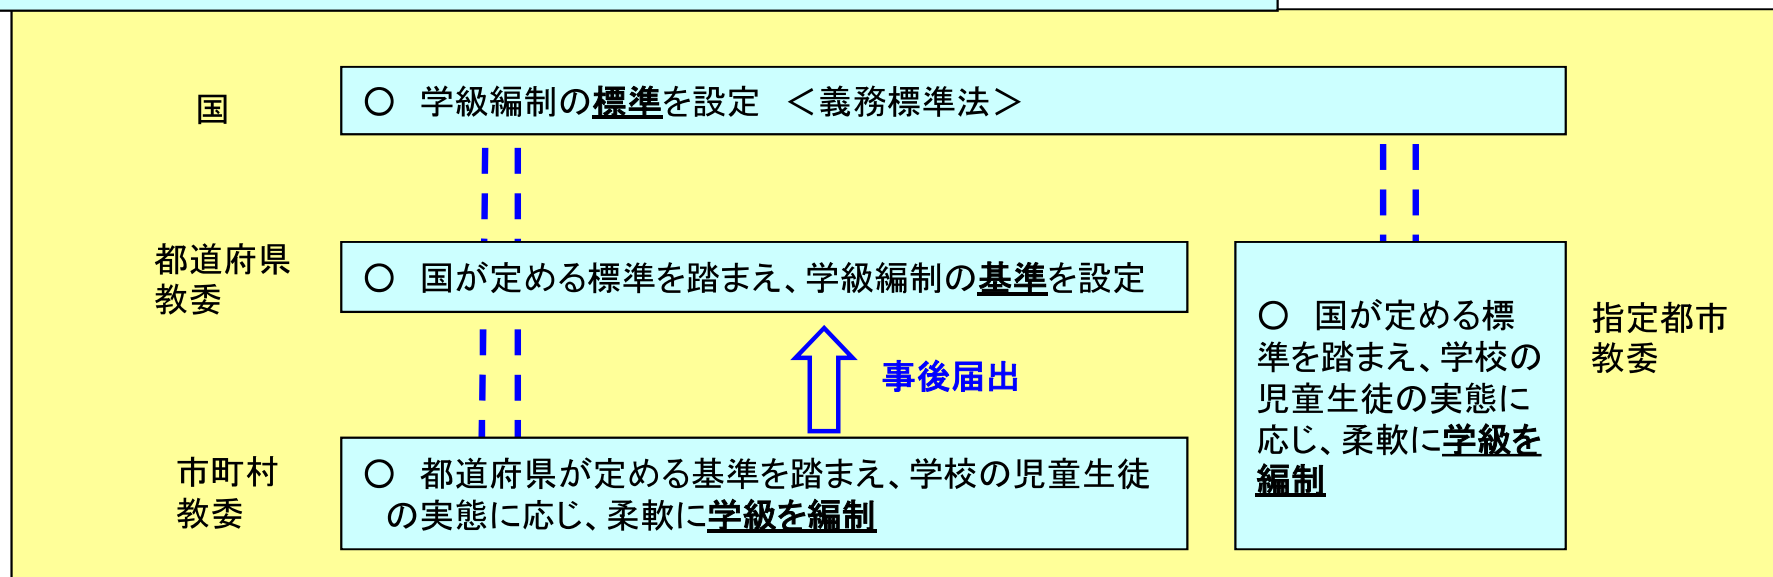 国
〇 学級編制の標準を設定 ＜義務標準法＞
都道府県
教委
〇 国が定める標準を踏まえ、学級編制の基準を設定
事後届出
市町村
教委
〇 都道府県が定める基準を踏まえ、学校の児童生徒
の実態に応じ、柔軟に学級を編制
〇 国が定める標
準を踏まえ、学校の
児童生徒の実態に
応じ、柔軟に学級を
編制
指定都市
教委